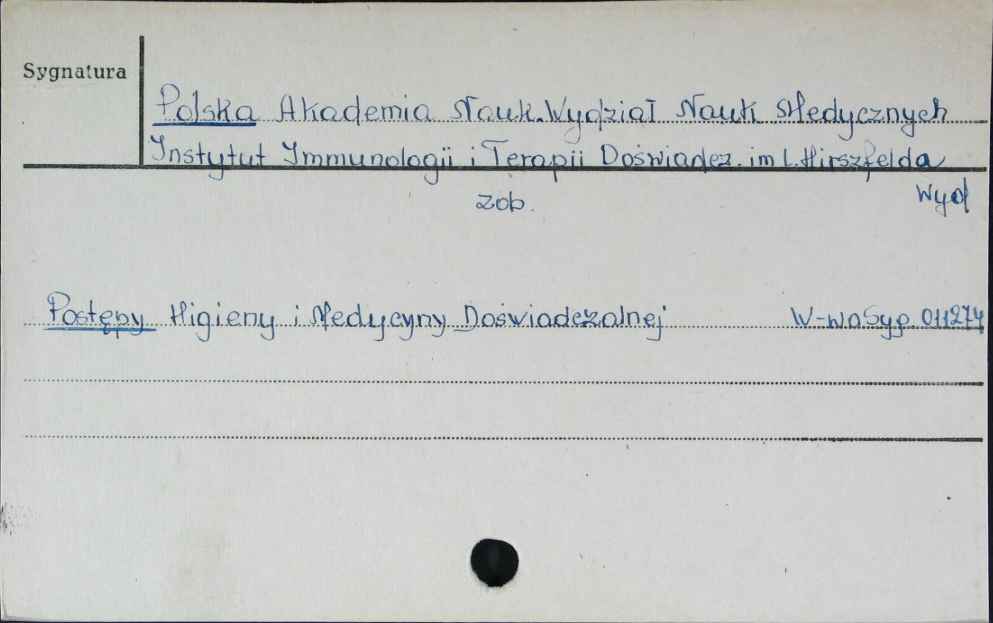 Sygnatura
Polska Akademia Nauk. Wydział Nauk Medycznych
Instytut Immunologii i Terapii Doświadcz. im L. Hirszfelda
zob. Wyd
Postępy Higieny i Medycyny Doświadczalnej W-wa Syg. 011274